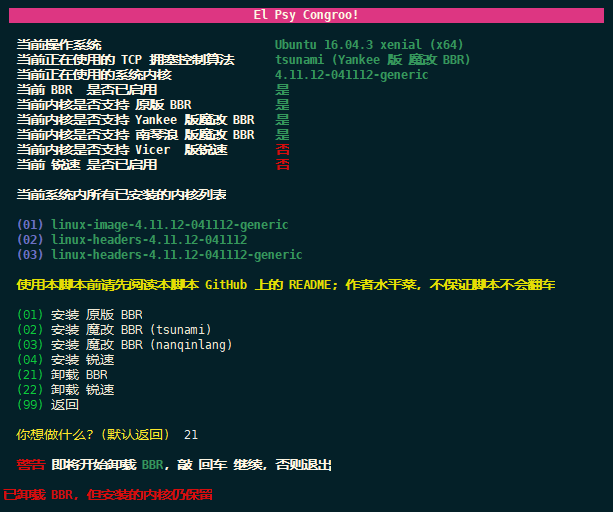 El Psy Congroo!
当前操作系统 Ubuntu 16.04.3 xenial (x64)
当前正在使用的 TCP 拥塞控制算法 tsunami (Yankee 版 魔改 BBR)
当前正在使用的系统内核 4.11.12-041112-generic
当前 BBR 是否已启用 是
当前内核是否支持 原版 BBR 是
当前内核是否支持 Yankee 版魔改 BBR 是
当前内核是否支持 南琴浪 版魔改 BBR 是
当前内核是否支持 Vicer 版锐速 否
当前 锐速 是否已启用 否
当前系统内所有已安装的内核列表
(01) linux-image-4.11.12-041112-generic
(02) linux-headers-4.11.12-041112
(03) linux-headers-4.11.12-041112-generic
使用本脚本前请先阅读本脚本 GitHub 上的 README; 作者水平菜, 不保证脚本不会翻车
(01) 安装 原版 BBR
(02) 安装 魔改 BBR (tsunami)
(03) 安装 魔改 BBR (nanqinlang)
(04) 安装 锐速
(21) 卸载 BBR
(22) 卸载 锐速
(99) 返回
你想做什么? (默认返回) 21
警告 即将开始卸载 BBR, 敲 回车 继续, 否则退出
已卸载 BBR, 但安装的内核仍保留